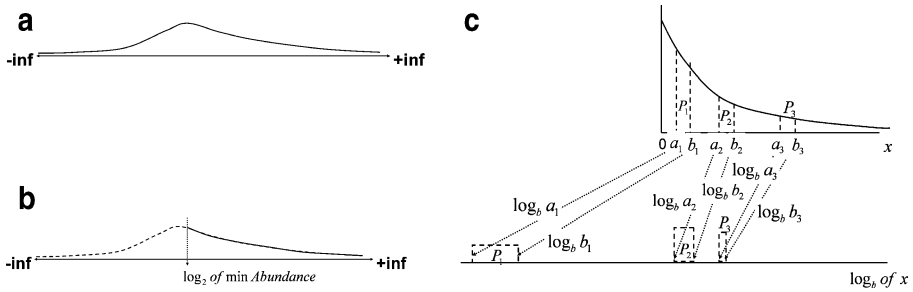 a
-inf +inf
b
-inf +inf
log₂ of min Abundance
c
P₁ P₂ P₃
0 a₁ b₁ a₂ b₂ a₃ b₃ x
log_b a₁ log_b b₁ log_b a₂ log_b b₂ log_b a₃ log_b b₃
P₁ P₂ P₃
log_b of x